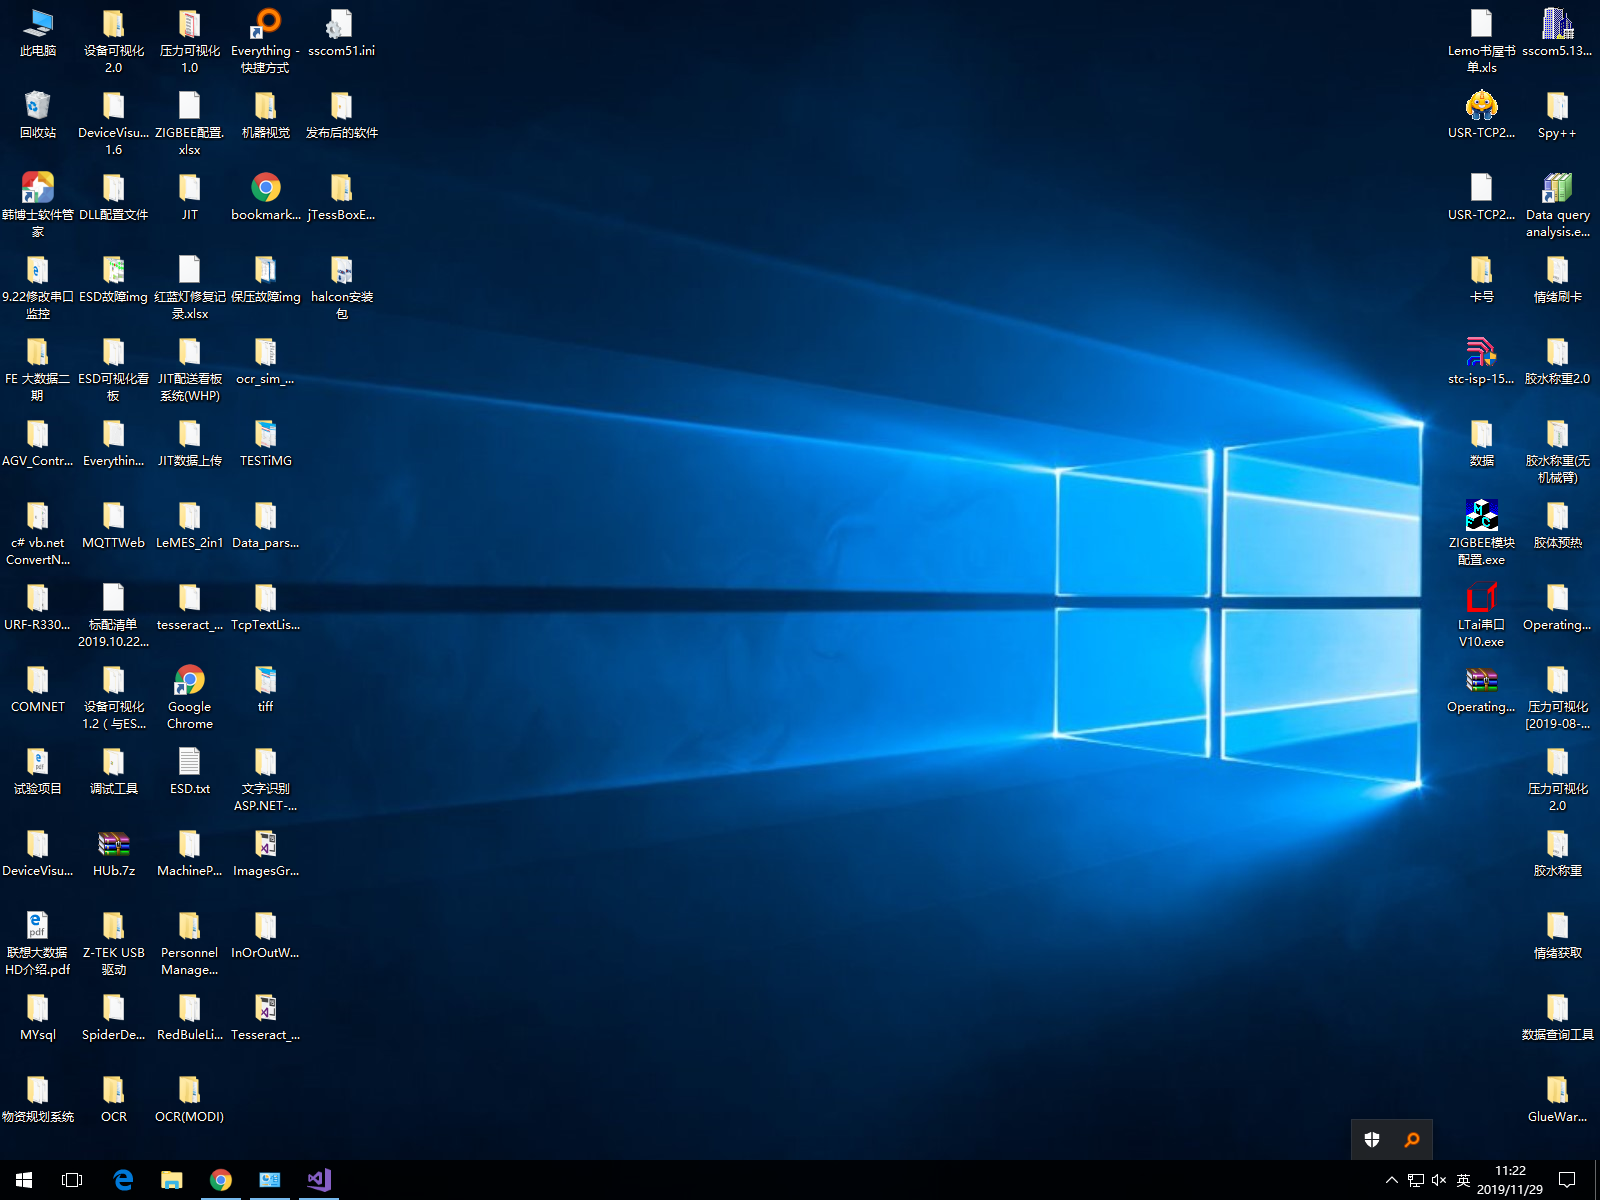 此电脑
设备可视化
2.0
压力可视化
1.0
Everything -
快捷方式
sscom51.ini
Lemo书屋书
单.xls
sscom5.13...
回收站
DeviceVisu...
1.6
ZIGBEE配置.
xlsx
机器视觉
发布后的软件
USR-TCP2...
Spy++
韩博士软件管
家
DLL配置文件
JIT
bookmark...
jTessBoxE...
USR-TCP2...
Data query
analysis.e...
9.22修改串口
监控
ESD故障img
红蓝灯修复记
录.xlsx
保压故障img
halcon安装
包
卡号
情绪刷卡
FE 大数据二
期
ESD可视化看
板
JIT配送看板
系统(WHP)
ocr_sim_...
stc-isp-15...
胶水称重2.0
AGV_Contr...
Everythin...
JIT数据上传
TESTiMG
数据
胶水称重(无
机械臂)
c# vb.net
ConvertN...
MQTTWeb
LeMES_2in1
Data_pars...
ZIGBEE模块
配置.exe
胶体预热
URF-R330...
标配清单
2019.10.22...
tesseract_...
TcpTextLis...
LTai串口
V10.exe
Operating...
COMNET
设备可视化
1.2（与ES...
Google
Chrome
tiff
Operating...
压力可视化
[2019-08-...
试验项目
调试工具
ESD.txt
文字识别
ASP.NET-...
压力可视化
2.0
DeviceVisu...
HUb.7z
MachineP...
ImagesGr...
胶水称重
联想大数据
HD介绍.pdf
Z-TEK USB
驱动
Personnel
Manage...
InOrOutW...
情绪获取
MYsql
SpiderDe...
RedBuleLi...
Tesseract_...
数据查询工具
物资规划系统
OCR
OCR(MODI)
GlueWar...
英
11:22
2019/11/29